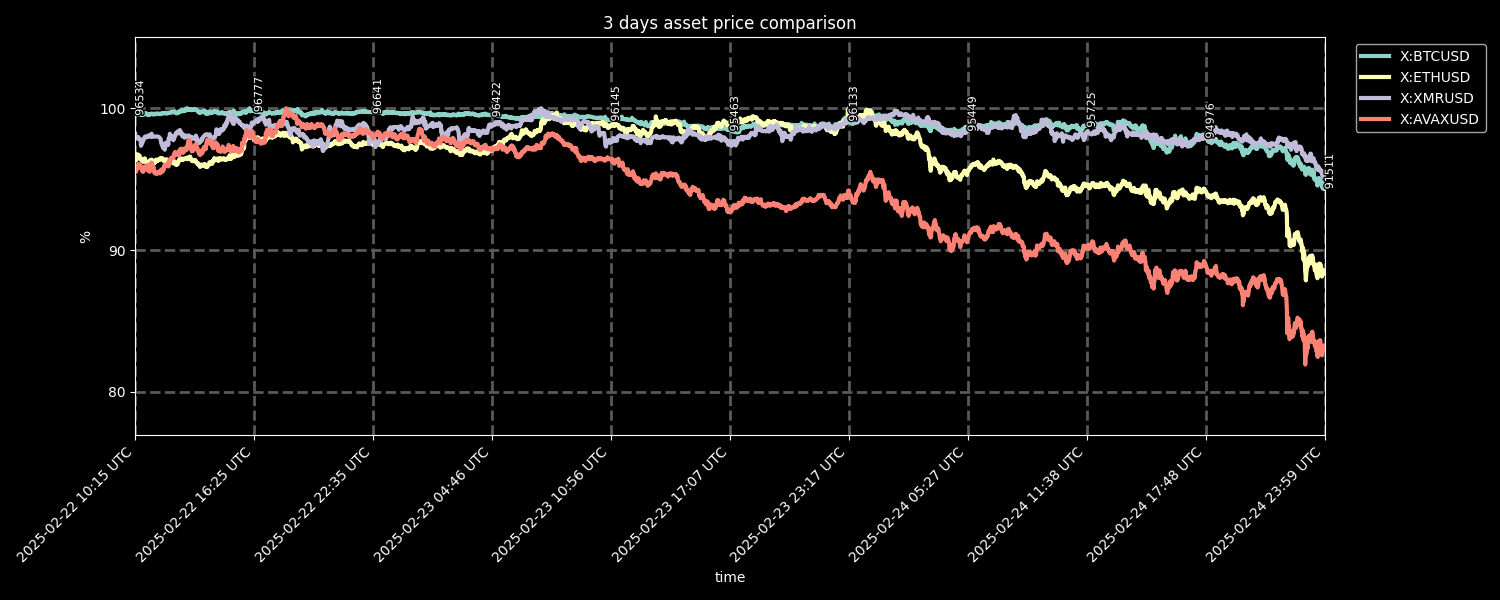 3 days asset price comparison
X:BTCUSD
X:ETHUSD
X:XMRUSD
X:AVAXUSD
96534
96777
96641
96422
96145
95463
96133
95449
95725
94976
91511
100
90
80
%
2025-02-22 10:15 UTC
2025-02-22 16:25 UTC
2025-02-22 22:35 UTC
2025-02-23 04:46 UTC
2025-02-23 10:56 UTC
2025-02-23 17:07 UTC
2025-02-23 23:17 UTC
2025-02-24 05:27 UTC
2025-02-24 11:38 UTC
2025-02-24 17:48 UTC
2025-02-24 23:59 UTC
time